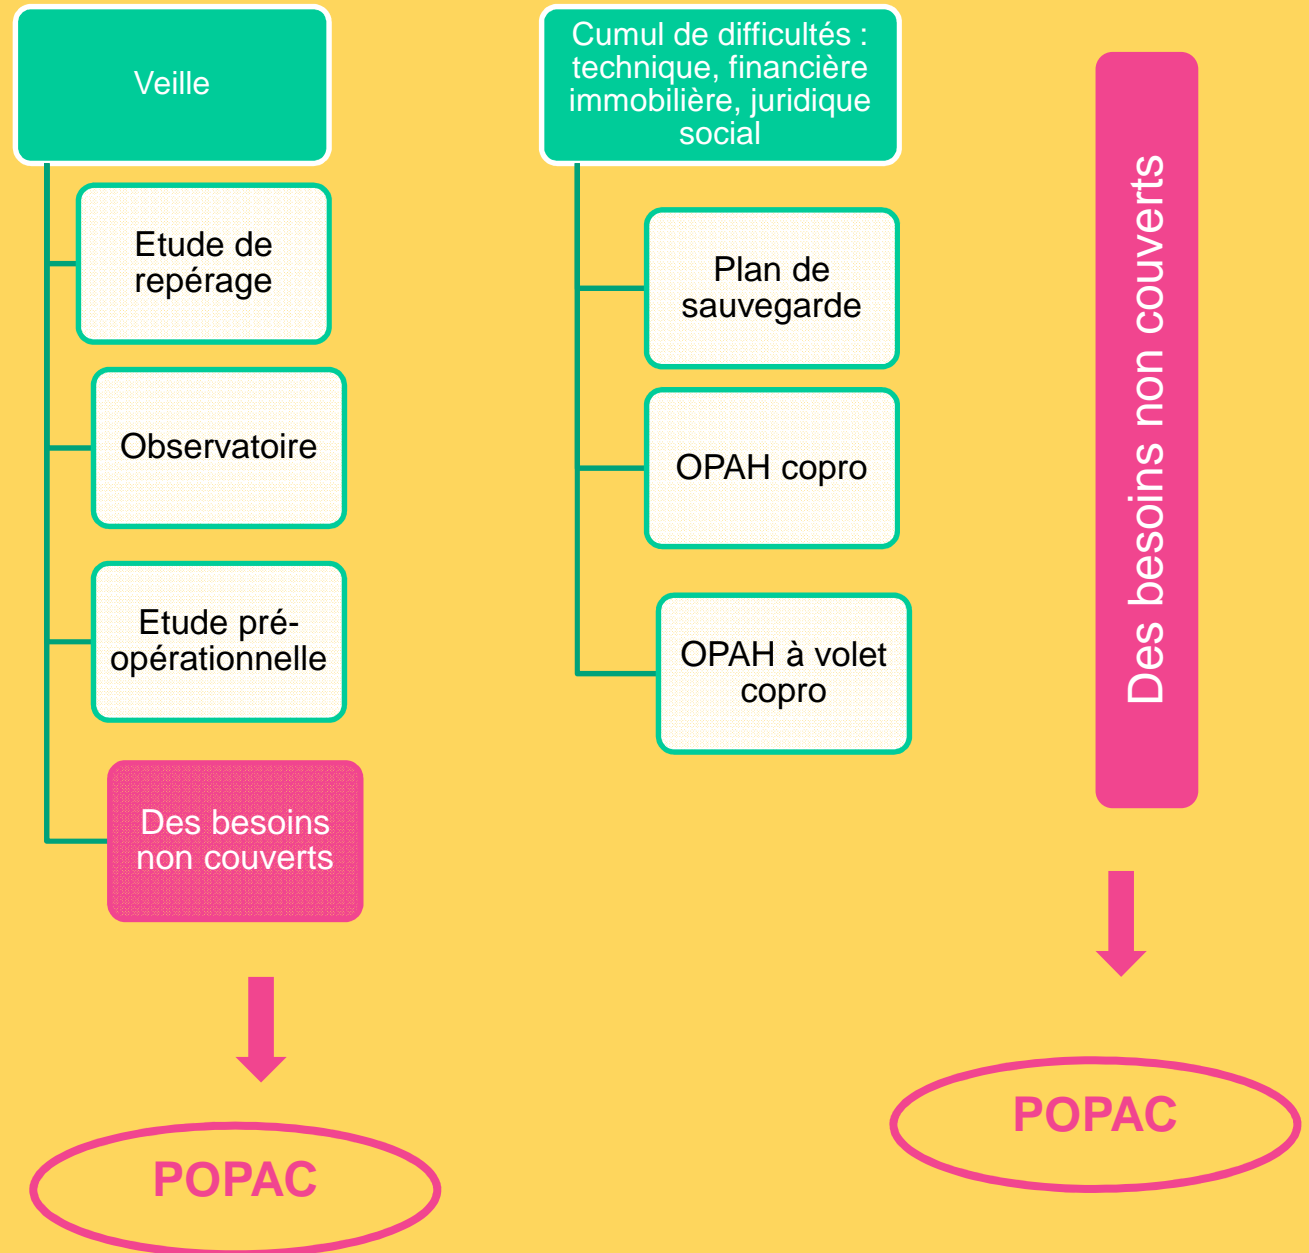 Veille
Etude de
repérage
Observatoire
Etude pré-
opérationnelle
Des besoins
non couverts
POPAC
Cumul de difficultés :
technique, financière
immobilière, juridique
social
Plan de
sauvegarde
OPAH copro
OPAH à volet
copro
Des besoins non couverts
POPAC